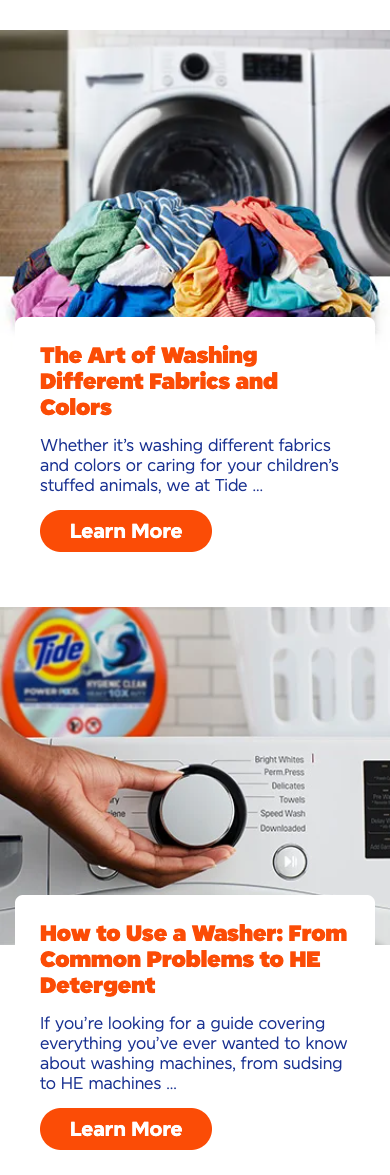 The Art of Washing
Different Fabrics and
Colors
Whether it’s washing different fabrics
and colors or caring for your children’s
stuffed animals, we at Tide ...
Learn More
Tide
HYGIENIC CLEAN
POWER PODS
HEAVY 10X DUTY
Bright Whites
Perm.Press
Delicates
Towels
Speed Wash
Downloaded
How to Use a Washer: From
Common Problems to HE
Detergent
If you’re looking for a guide covering
everything you’ve ever wanted to know
about washing machines, from sudsing
to HE machines ...
Learn More